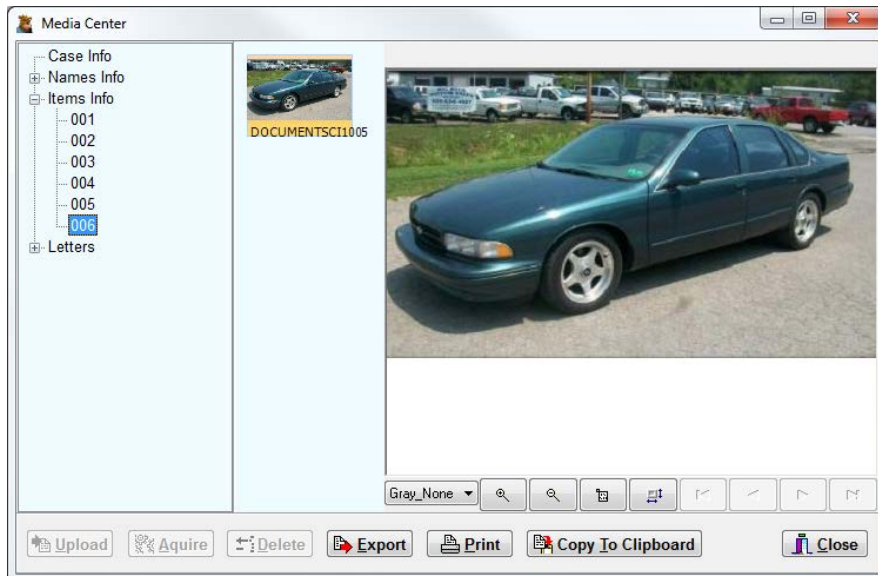 Media Center
Case Info
Names Info
Items Info
001
002
003
004
005
006
Letters
DOCUMENTSCI1005
Gray_None
Upload
Aquire
Delete
Export
Print
Copy To Clipboard
Close